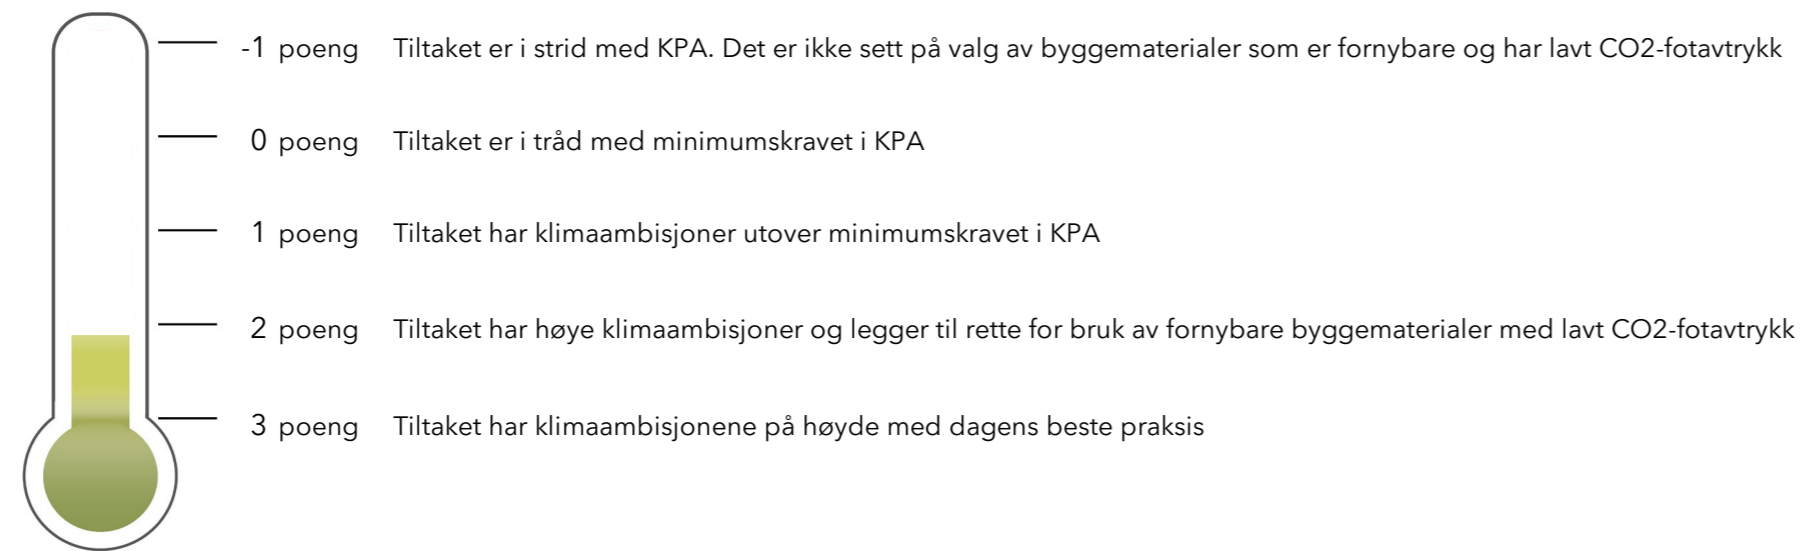 -1 poeng Tiltaket er i strid med KPA. Det er ikke sett på valg av byggematerialer som er fornybare og har lavt CO2-fotavtrykk
0 poeng Tiltaket er i tråd med minimumskravet i KPA
1 poeng Tiltaket har klimaambisjoner utover minimumskravet i KPA
2 poeng Tiltaket har høye klimaambisjoner og legger til rette for bruk av fornybare byggematerialer med lavt CO2-fotavtrykk
3 poeng Tiltaket har klimaambisjonene på høyde med dagens beste praksis